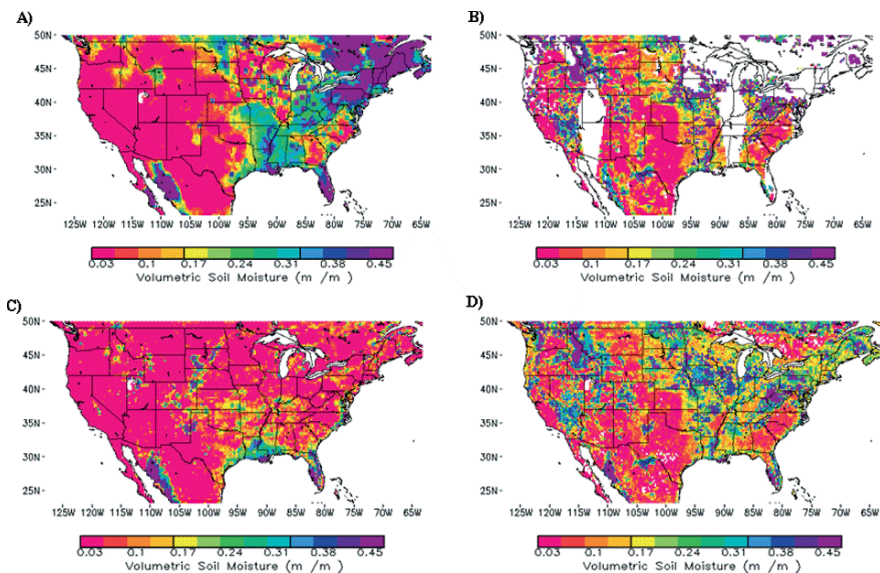 A)
50N
45N
40N
35N
30N
25N
125W 120W 115W 110W 105W 100W 95W 90W 85W 80W 75W 70W 65W
0.03 0.1 0.17 0.24 0.31 0.38 0.45
Volumetric Soil Moisture (m /m)
B)
50N
45N
40N
35N
30N
25N
125W 120W 115W 110W 105W 100W 95W 90W 85W 80W 75W 70W 65W
0.03 0.1 0.17 0.24 0.31 0.38 0.45
Volumetric Soil Moisture (m /m)
C)
50N
45N
40N
35N
30N
25N
125W 120W 115W 110W 105W 100W 95W 90W 85W 80W 75W 70W 65W
0.03 0.1 0.17 0.24 0.31 0.38 0.45
Volumetric Soil Moisture (m /m)
D)
50N
45N
40N
35N
30N
25N
125W 120W 115W 110W 105W 100W 95W 90W 85W 80W 75W 70W 65W
0.03 0.1 0.17 0.24 0.31 0.38 0.45
Volumetric Soil Moisture (m /m)